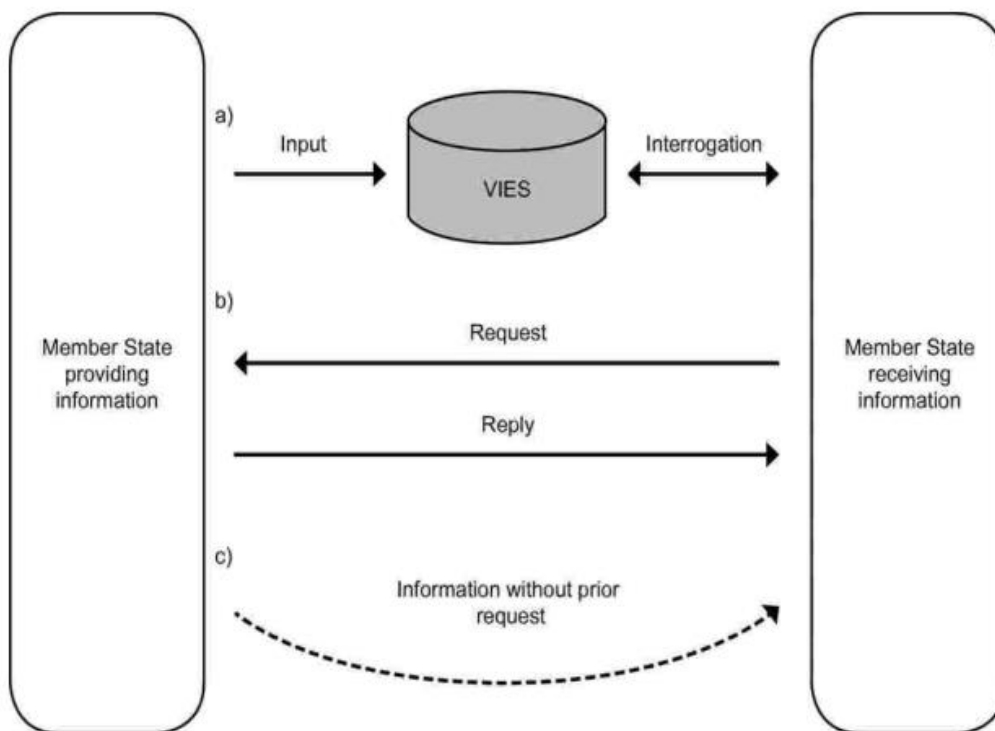 a)
Input
VIES
Interrogation
b)
Request
Member State
providing
information
Member State
receiving
information
Reply
c)
Information without prior
request